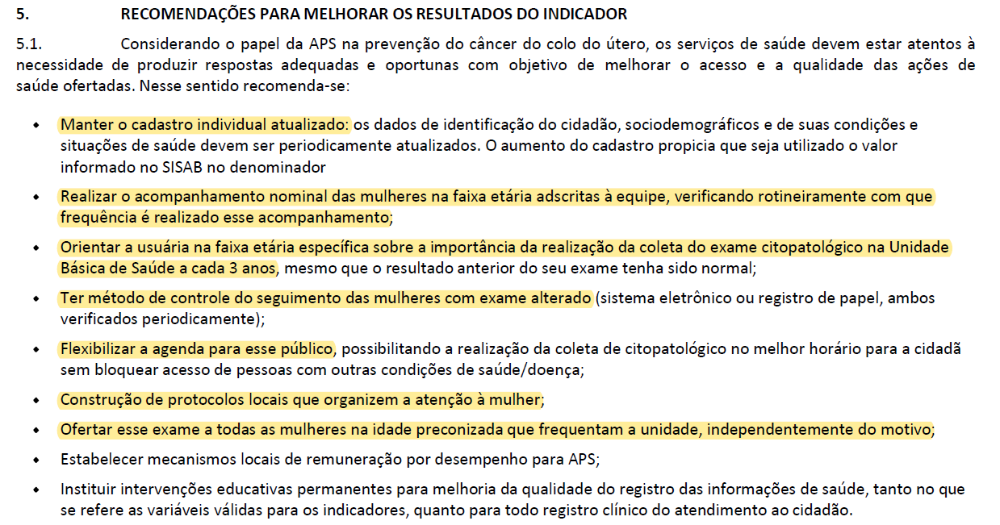 5. RECOMENDAÇÕES PARA MELHORAR OS RESULTADOS DO INDICADOR
5.1. Considerando o papel da APS na prevenção do câncer do colo do útero, os serviços de saúde devem estar atentos à
necessidade de produzir respostas adequadas e oportunas com objetivo de melhorar o acesso e a qualidade das ações de
saúde ofertadas. Nesse sentido recomenda-se:
• Manter o cadastro individual atualizado: os dados de identificação do cidadão, sociodemográficos e de suas condições e
situações de saúde devem ser periodicamente atualizados. O aumento do cadastro propicia que seja utilizado o valor
informado no SISAB no denominador
• Realizar o acompanhamento nominal das mulheres na faixa etária adscritas à equipe, verificando rotineiramente com que
frequência é realizado esse acompanhamento;
• Orientar a usuária na faixa etária específica sobre a importância da realização da coleta do exame citopatológico na Unidade
Básica de Saúde a cada 3 anos, mesmo que o resultado anterior do seu exame tenha sido normal;
• Ter método de controle do seguimento das mulheres com exame alterado (sistema eletrônico ou registro de papel, ambos
verificados periodicamente);
• Flexibilizar a agenda para esse público, possibilitando a realização da coleta de citopatológico no melhor horário para a cidadã
sem bloquear acesso de pessoas com outras condições de saúde/doença;
• Construção de protocolos locais que organizem a atenção à mulher;
• Ofertar esse exame a todas as mulheres na idade preconizada que frequentam a unidade, independentemente do motivo;
• Estabelecer mecanismos locais de remuneração por desempenho para APS;
• Instituir intervenções educativas permanentes para melhoria da qualidade do registro das informações de saúde, tanto no que
se refere as variáveis válidas para os indicadores, quanto para todo registro clínico do atendimento ao cidadão.